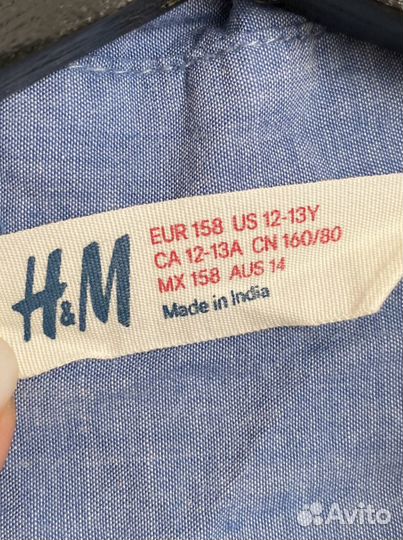 H&M
EUR 158 US 12-13Y
CA 12-13A CN 160/80
MX 158 AUS 14
Made in India
Avito